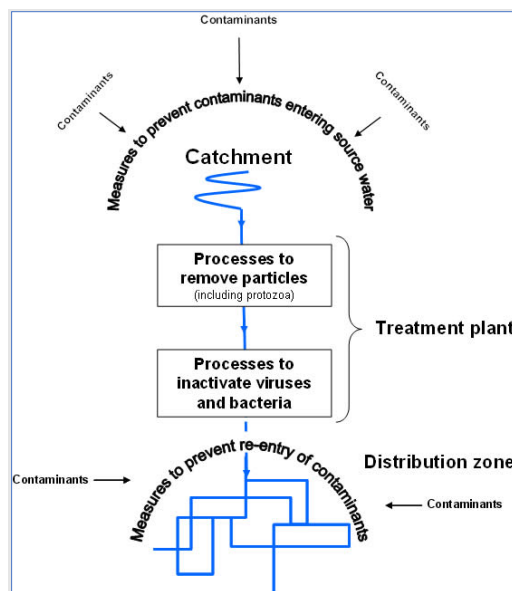 Contaminants
Contaminants
Contaminants
Measures to prevent contaminants entering source water
Catchment
Processes to
remove particles
(including protozoa)
Treatment plant
Processes to
inactivate viruses
and bacteria
Measures to prevent re-entry of contaminants
Distribution zone
Contaminants
Contaminants